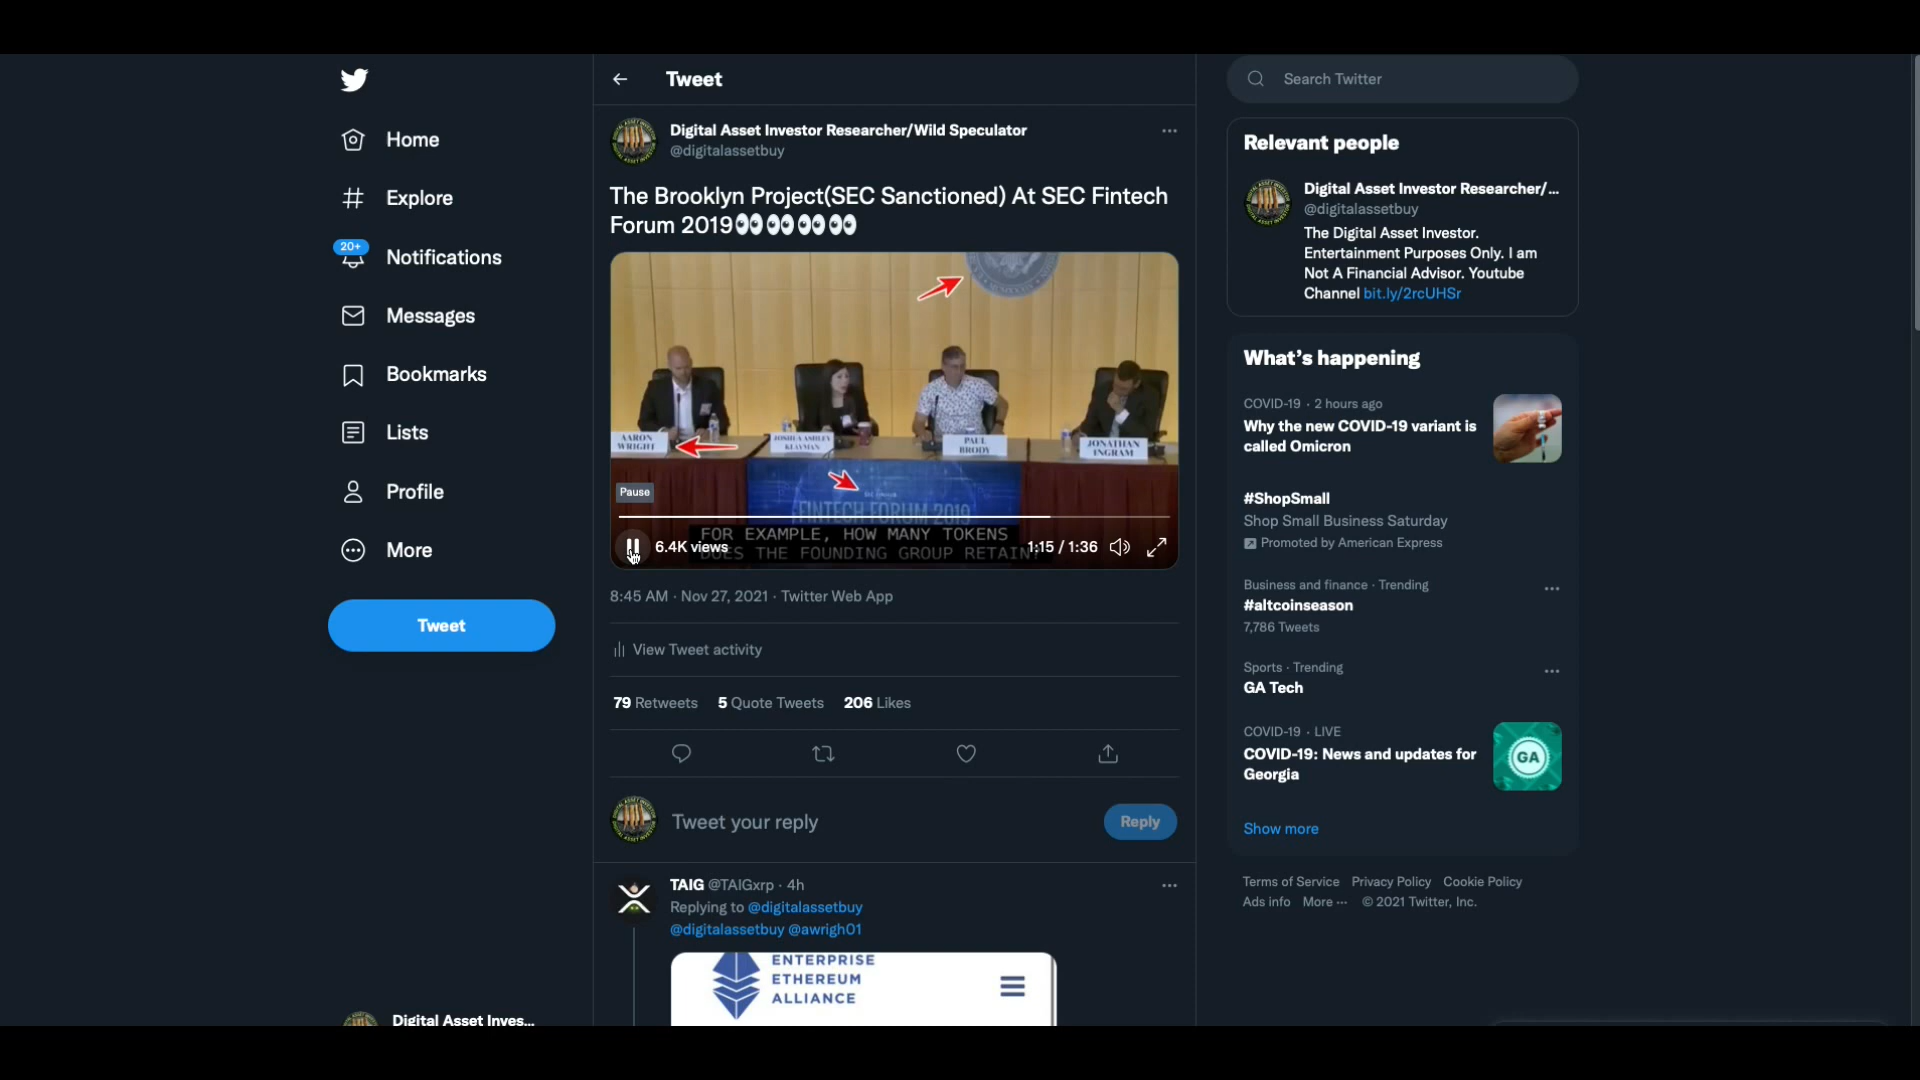 Home
Explore
20+
Notifications
Messages
Bookmarks
Lists
Profile
More
Tweet
Digital Asset Inves...
Tweet
Digital Asset Investor Researcher/Wild Speculator
@digitalassetbuy
The Brooklyn Project(SEC Sanctioned) At SEC Fintech
Forum 2019👀👀👀👀
AARON
WRIGHT
JOSHUA ASHLEY
KLAYMAN
PAUL
BRODY
JONATHAN
INGRAM
Pause
FINTECH FORUM 2019
FOR EXAMPLE, HOW MANY TOKENS
DOES THE FOUNDING GROUP RETAIN?
6.4K views
1:15 / 1:36
8:45 AM · Nov 27, 2021 · Twitter Web App
View Tweet activity
79 Retweets 5 Quote Tweets 206 Likes
Tweet your reply
Reply
TAIG @TAIGxrp · 4h
Replying to @digitalassetbuy
@digitalassetbuy @awrigh01
ENTERPRISE
ETHEREUM
ALLIANCE
Search Twitter
Relevant people
Digital Asset Investor Researcher/...
@digitalassetbuy
The Digital Asset Investor.
Entertainment Purposes Only. I am
Not A Financial Advisor. Youtube
Channel bit.ly/2rcUHSr
What's happening
COVID-19 · 2 hours ago
Why the new COVID-19 variant is
called Omicron
#ShopSmall
Shop Small Business Saturday
Promoted by American Express
Business and finance · Trending
#altcoinseason
7,786 Tweets
Sports · Trending
GA Tech
COVID-19 · LIVE
COVID-19: News and updates for
Georgia
GA
Show more
Terms of Service Privacy Policy Cookie Policy
Ads info More ··· © 2021 Twitter, Inc.